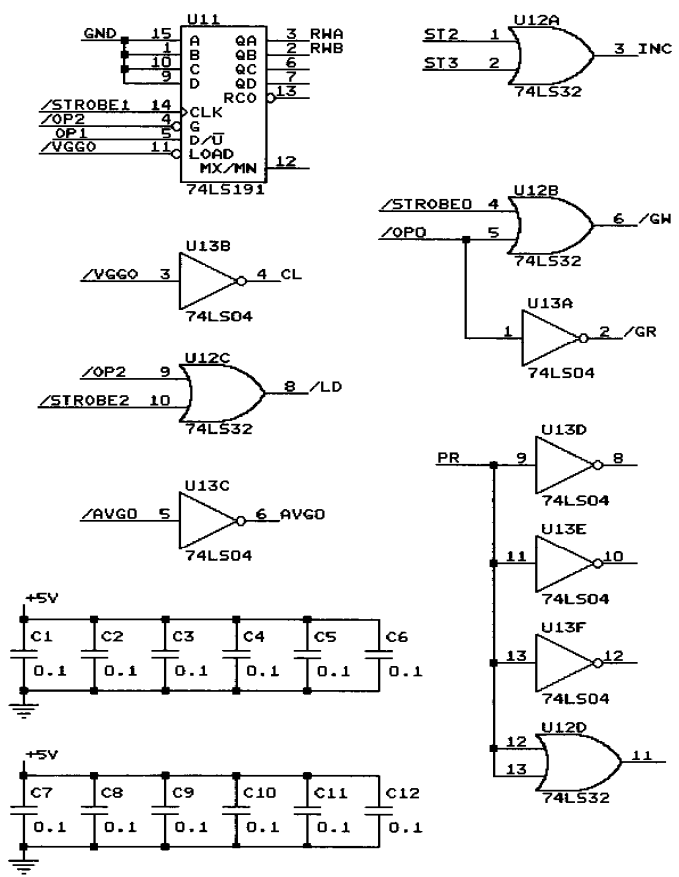 U11
GND 15 A QA 3 RWA
1 B QB 2 RWB
10 C QC 6
9 D QD 7
RCO 13
/STROBE1 14 CLK
/OP2 4 G
OP1 5 D/U̅
/VGGO 11 LOAD
MX/MN 12
74LS191
U12A
ST2 1
3 INC
ST3 2
74LS32
U12B
/STROBE0 4
6 /GW
/OPO 5
74LS32
U13A
1 2 /GR
74LS04
U13B
/VGGO 3 4 CL
74LS04
U12C
/OP2 9
8 /LD
/STROBE2 10
74LS32
U13C
/AVGO 5 6 AVGO
74LS04
U13D
PR 9 8
74LS04
U13E
11 10
74LS04
U13F
13 12
74LS04
U12D
12
11
13
74LS32
+5V
C1 C2 C3 C4 C5 C6
0.1 0.1 0.1 0.1 0.1 0.1
+5V
C7 C8 C9 C10 C11 C12
0.1 0.1 0.1 0.1 0.1 0.1